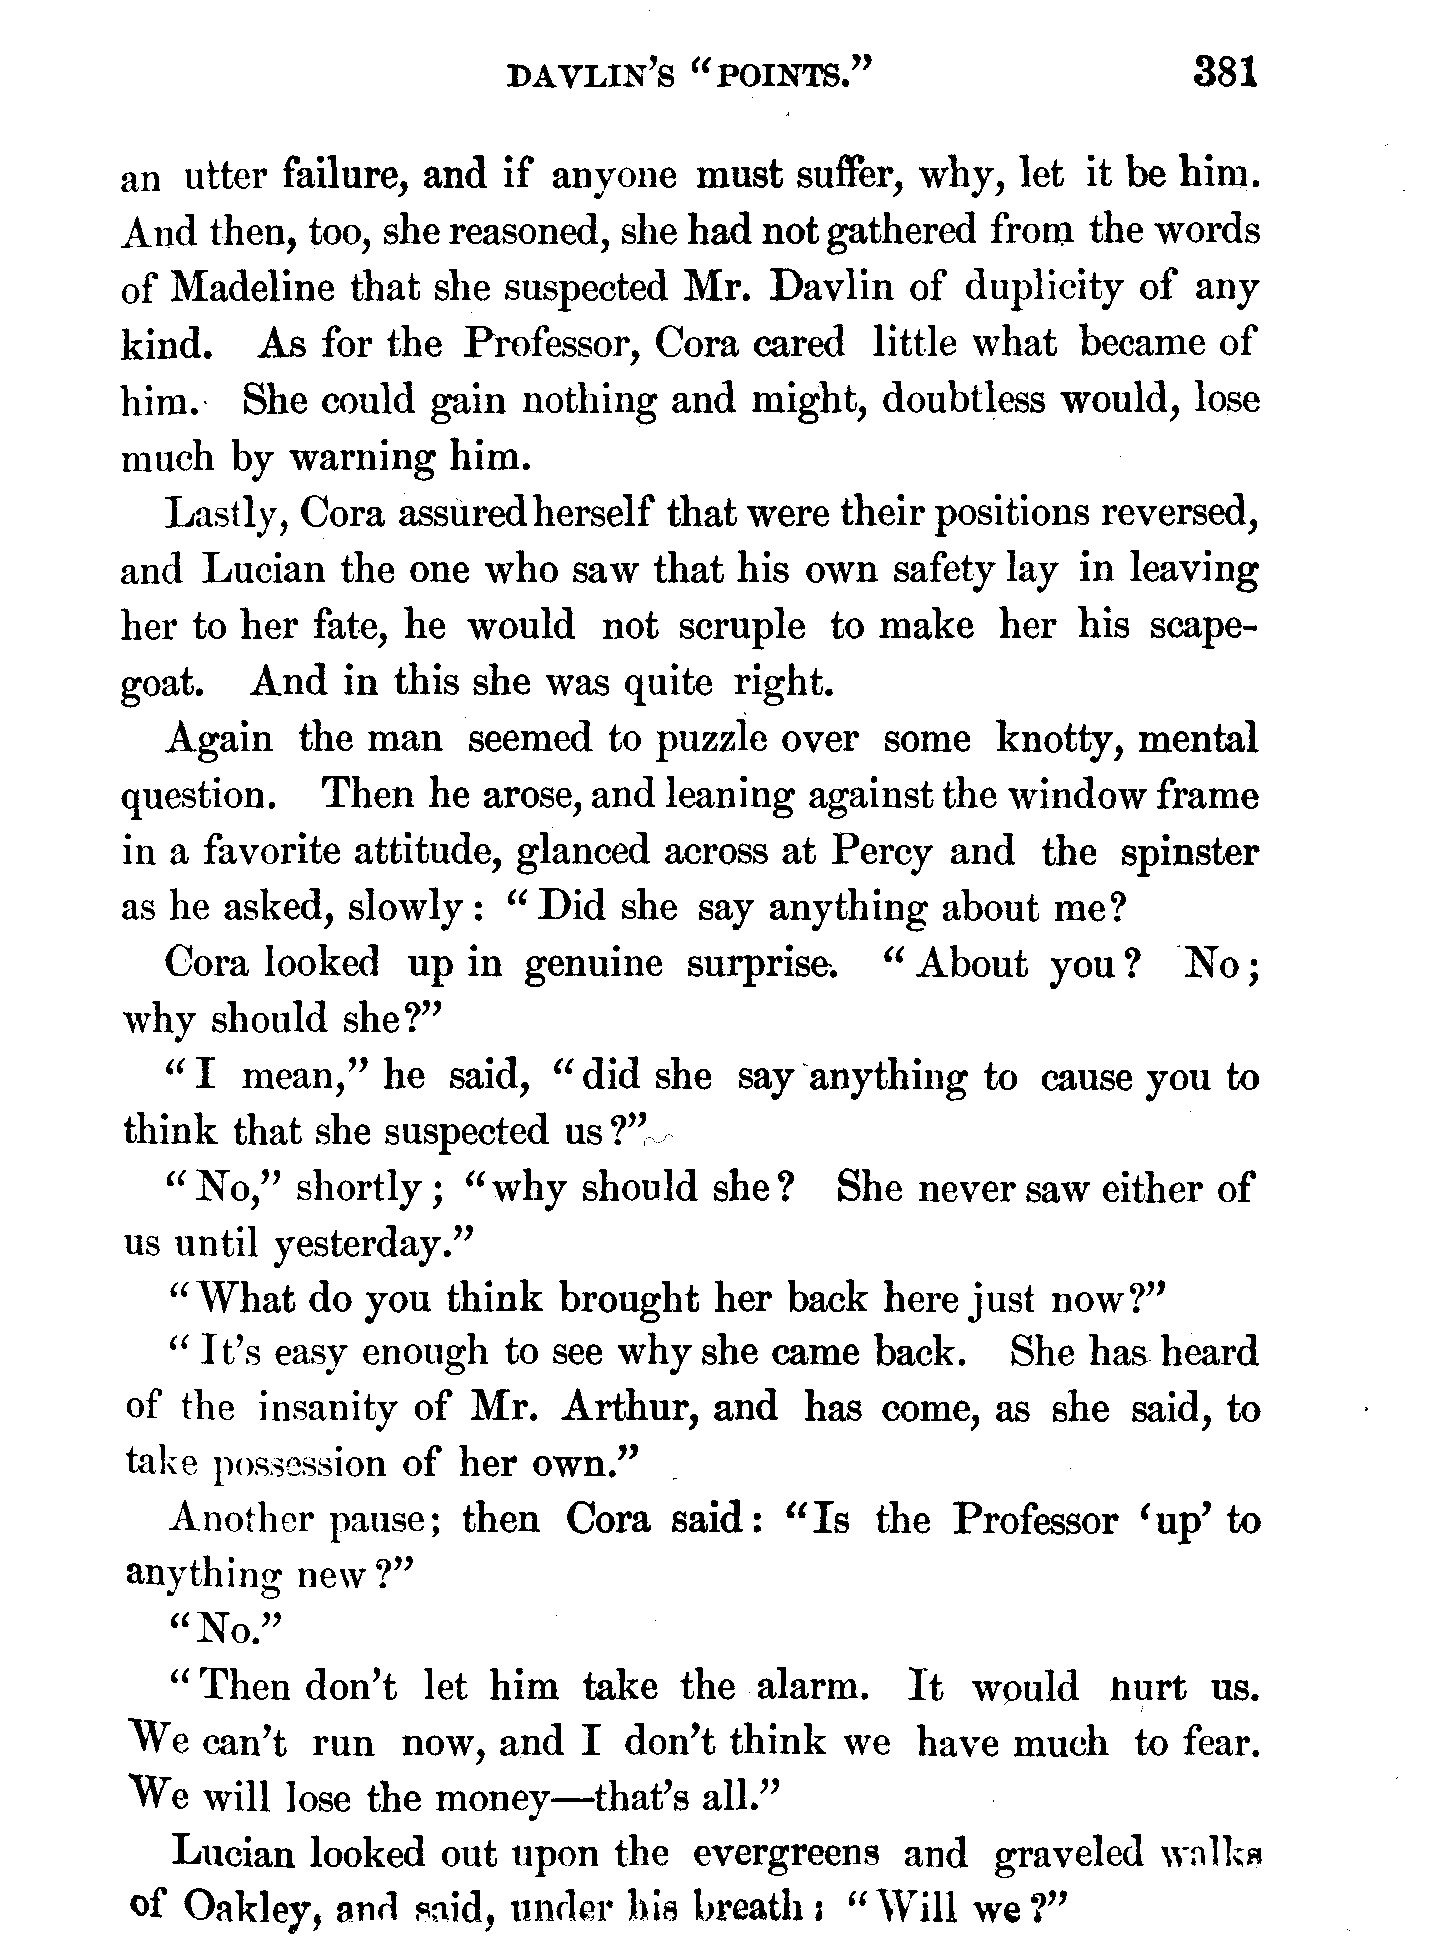 DAVLIN'S "POINTS." 381
an utter failure, and if anyone must suffer, why, let it be him.
And then, too, she reasoned, she had not gathered from the words
of Madeline that she suspected Mr. Davlin of duplicity of any
kind. As for the Professor, Cora cared little what became of
him. She could gain nothing and might, doubtless would, lose
much by warning him.
Lastly, Cora assured herself that were their positions reversed,
and Lucian the one who saw that his own safety lay in leaving
her to her fate, he would not scruple to make her his scape-
goat. And in this she was quite right.
Again the man seemed to puzzle over some knotty, mental
question. Then he arose, and leaning against the window frame
in a favorite attitude, glanced across at Percy and the spinster
as he asked, slowly: "Did she say anything about me?
Cora looked up in genuine surprise. "About you? No;
why should she?"
"I mean," he said, "did she say anything to cause you to
think that she suspected us?"
"No," shortly; "why should she? She never saw either of
us until yesterday."
"What do you think brought her back here just now?"
"It's easy enough to see why she came back. She has heard
of the insanity of Mr. Arthur, and has come, as she said, to
take possession of her own."
Another pause; then Cora said: "Is the Professor 'up' to
anything new?"
"No."
"Then don't let him take the alarm. It would hurt us.
We can't run now, and I don't think we have much to fear.
We will lose the money—that's all."
Lucian looked out upon the evergreens and graveled walks
of Oakley, and said, under his breath: "Will we?"